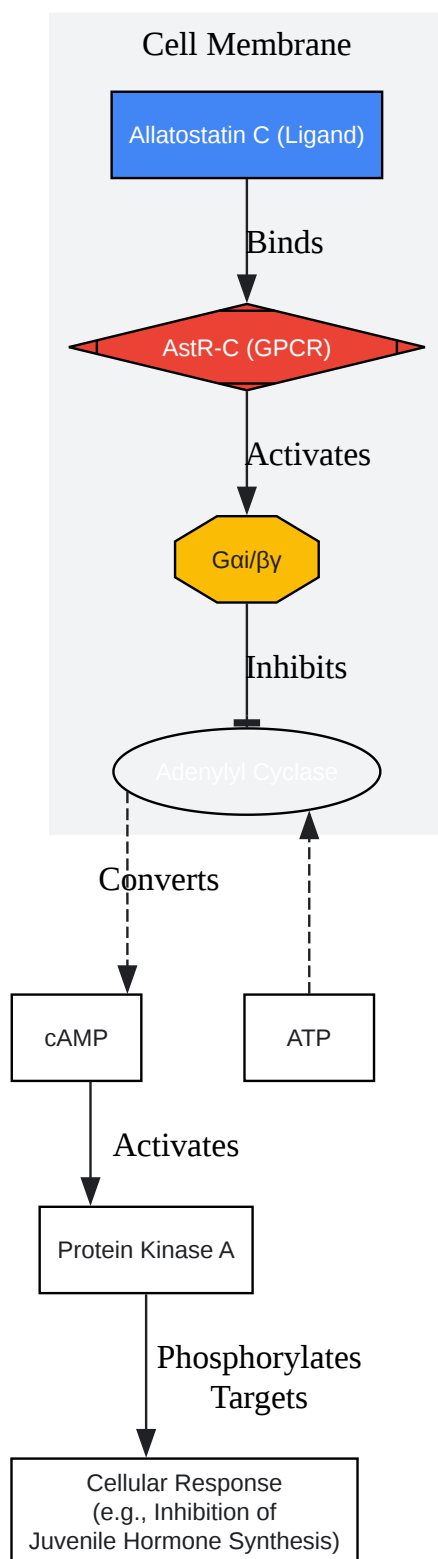 Cell Membrane
Allatostatin C (Ligand)
Binds
AstR-C (GPCR)
Activates
Gαi/βγ
Inhibits
Adenylyl Cyclase
Converts
cAMP
ATP
Activates
Protein Kinase A
Phosphorylates
Targets
Cellular Response
(e.g., Inhibition of
Juvenile Hormone Synthesis)